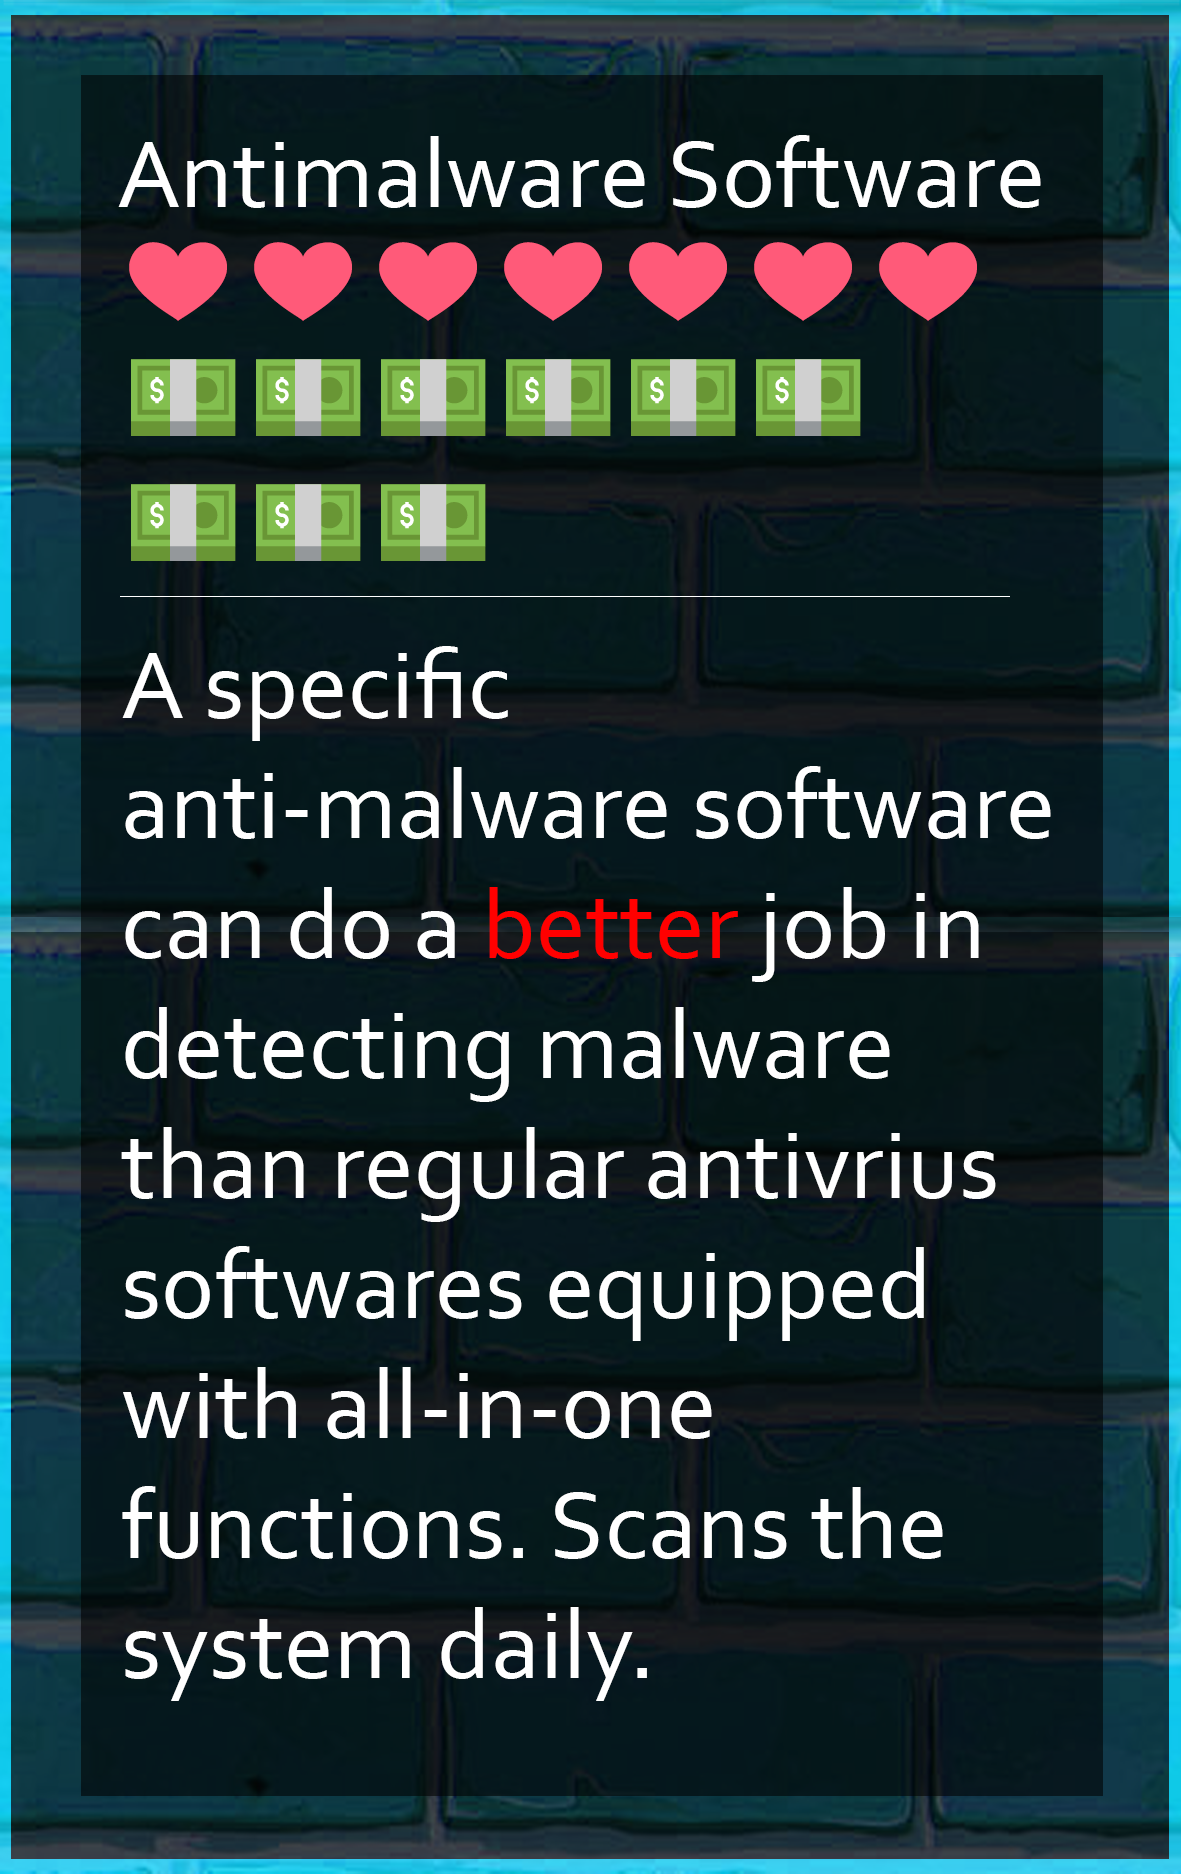 Antimalware Software
A specific
anti-malware software
can do a better job in
detecting malware
than regular antivrius
softwares equipped
with all-in-one
functions. Scans the
system daily.